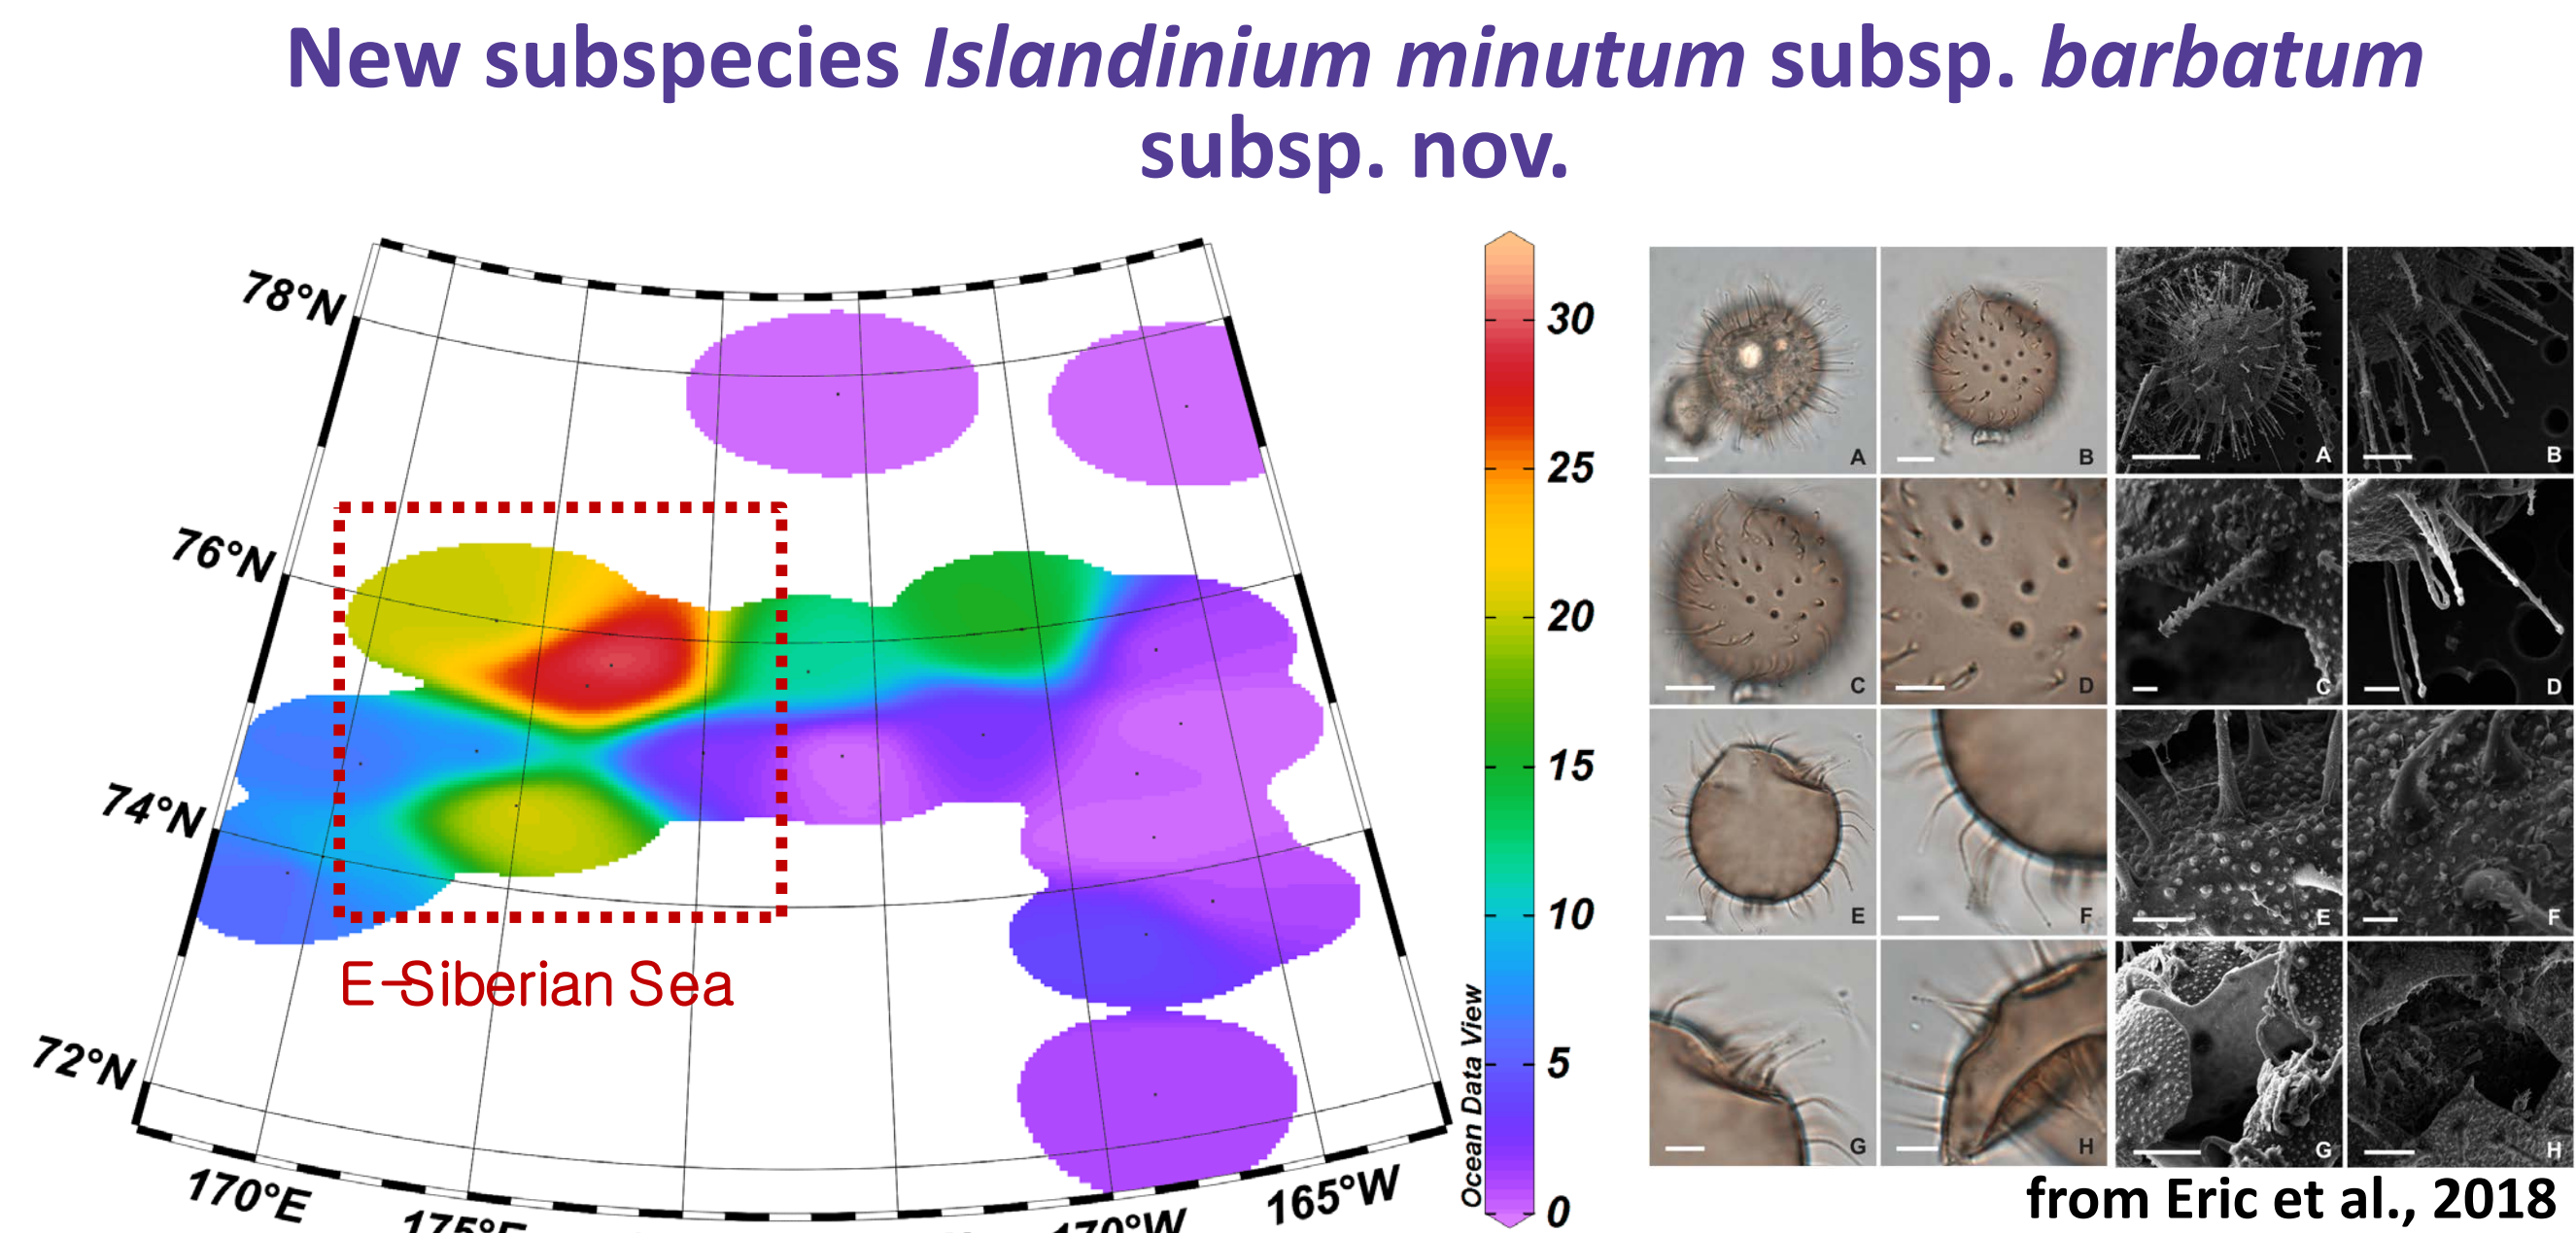 New subspecies Islandinium minutum subsp. barbatum
subsp. nov.
78°N
76°N
74°N
72°N
170°E
165°W
E-Siberian Sea
Ocean Data View
30
25
20
15
10
5
0
A
B
A
B
C
D
C
D
E
F
E
F
G
H
G
H
from Eric et al., 2018